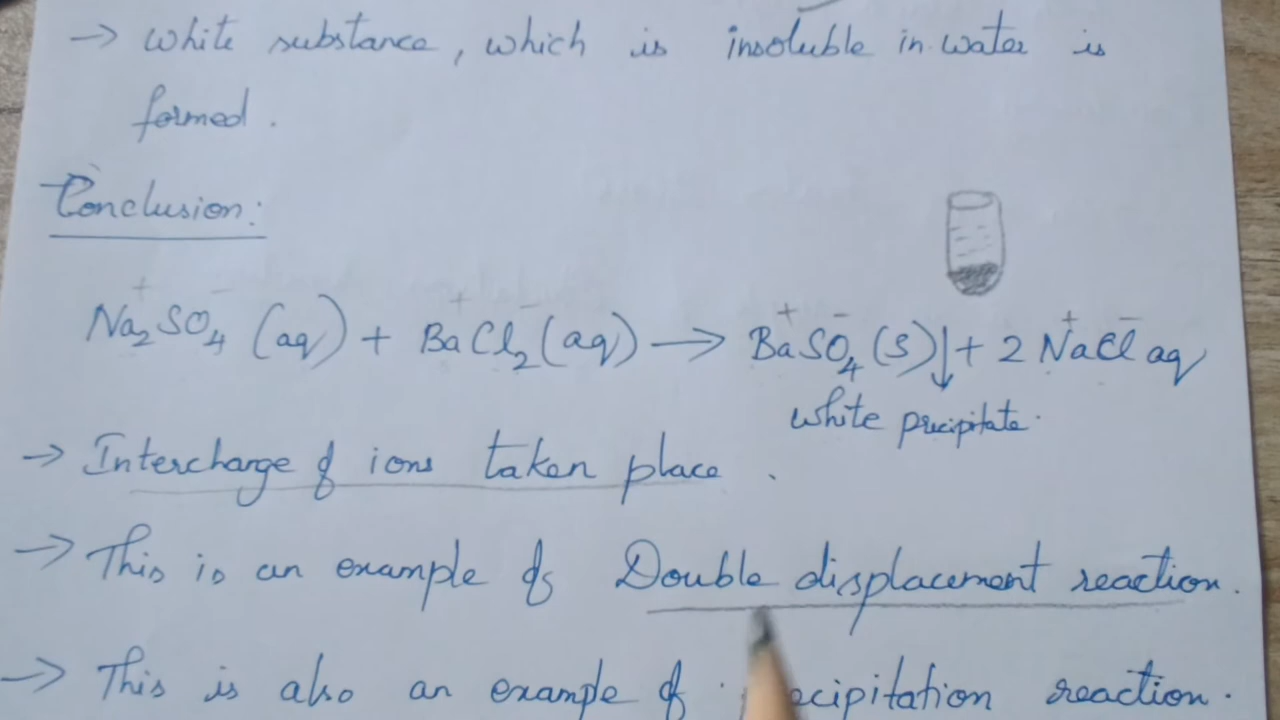 → White substance, which is insoluble in water is
formed.
Conclusion:
Na₂SO₄ (aq) + BaCl₂ (aq) → BaSO₄ (s)↓ + 2 NaCl aq
white precipitate.
→ Interchange of ions taken place.
→ This is an example of Double displacement reaction.
→ This is also an example of recipitation reaction.